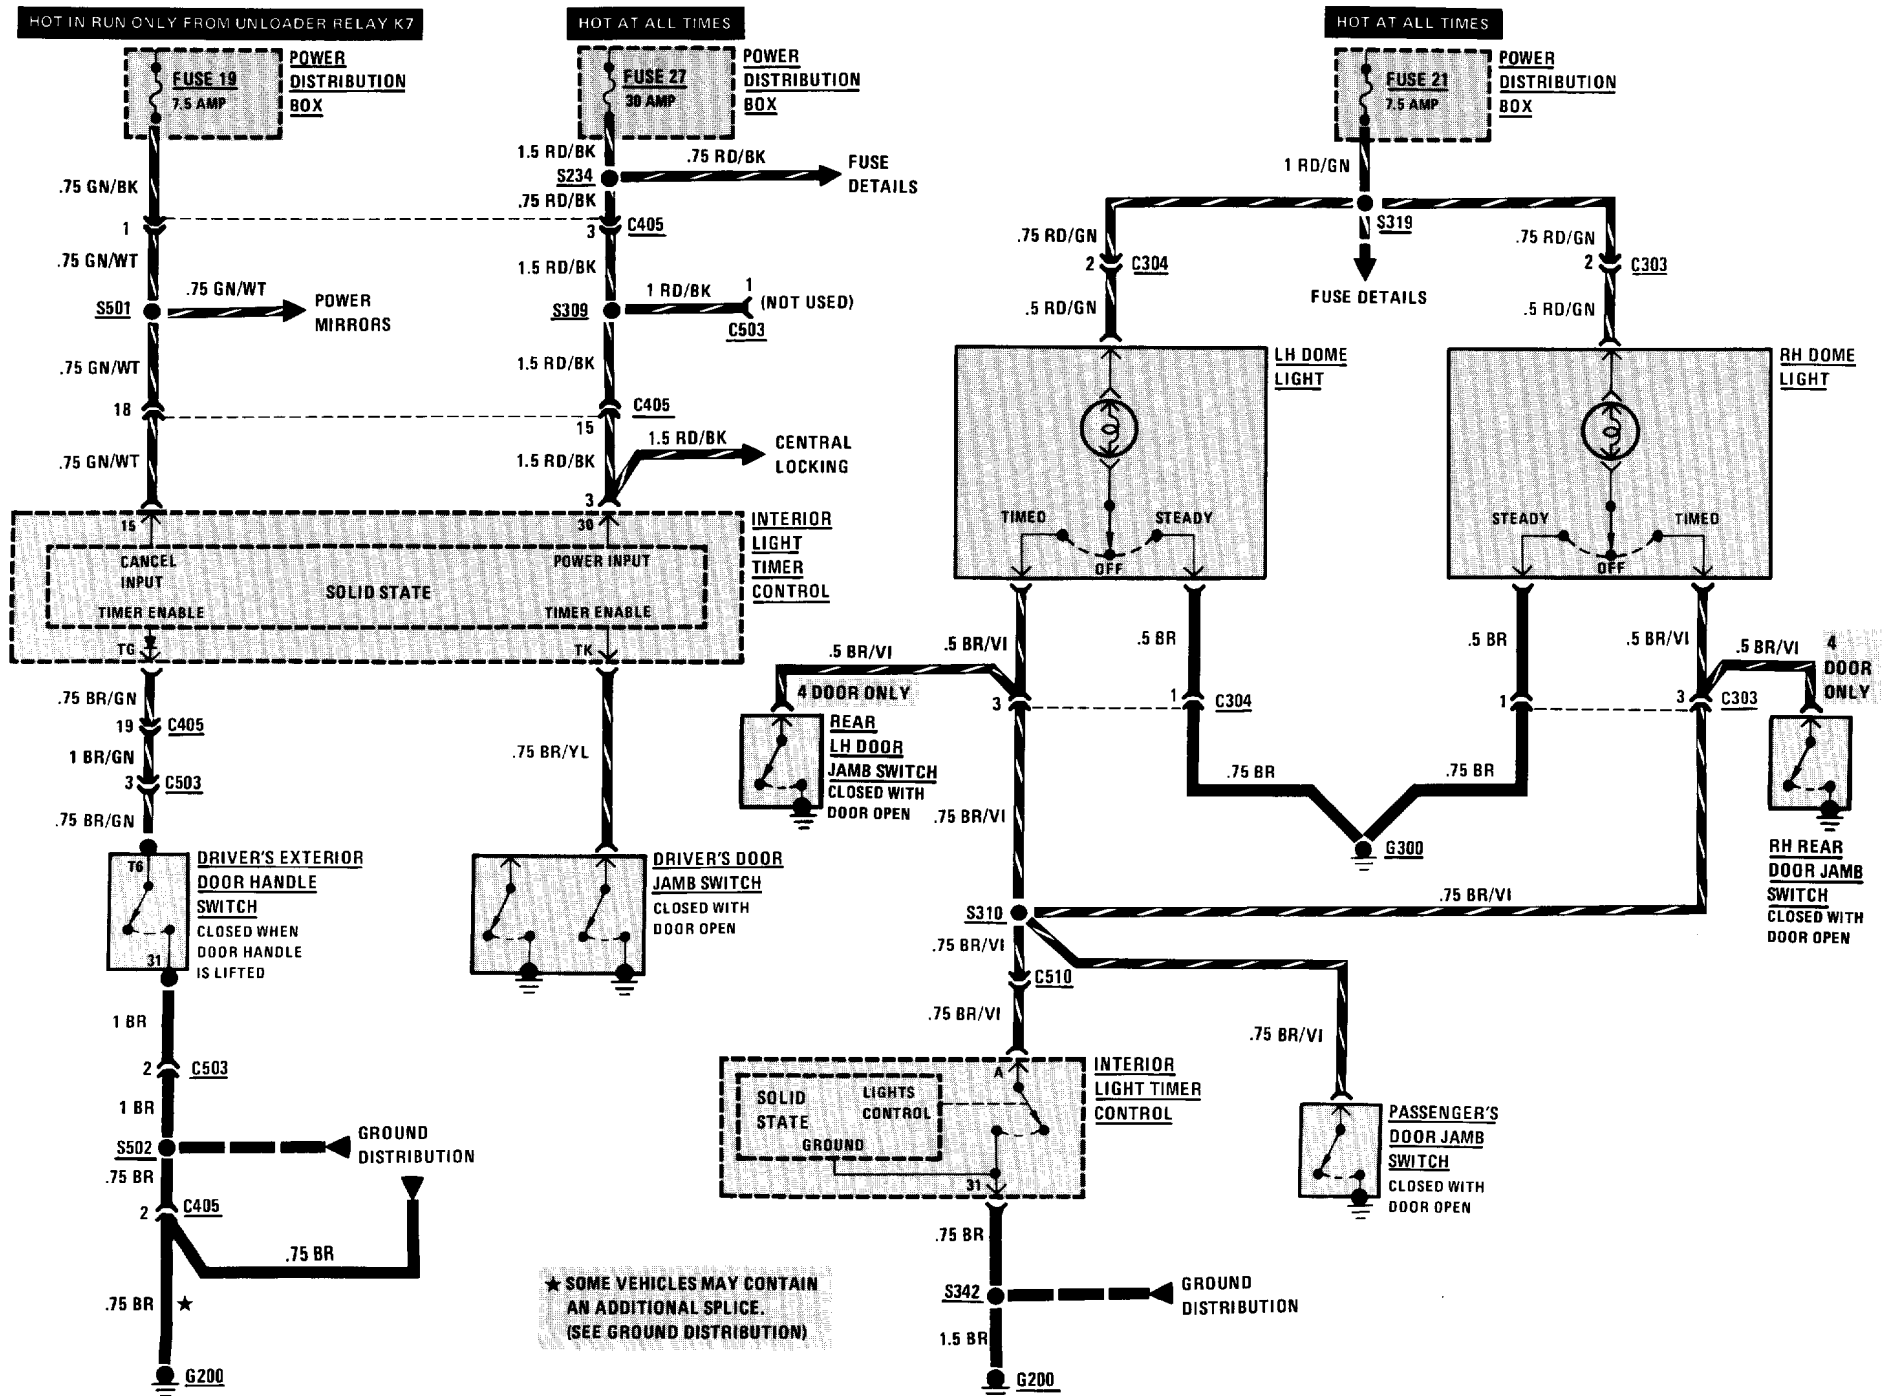 HOT IN RUN ONLY FROM UNLOADER RELAY K7
HOT AT ALL TIMES
HOT AT ALL TIMES
FUSE 19
7.5 AMP
POWER
DISTRIBUTION
BOX
FUSE 27
30 AMP
POWER
DISTRIBUTION
BOX
FUSE 21
7.5 AMP
POWER
DISTRIBUTION
BOX
.75 GN/BK
1
.75 GN/WT
S501
.75 GN/WT
POWER
MIRRORS
.75 GN/WT
18
.75 GN/WT
1.5 RD/BK
S234
.75 RD/BK
FUSE
DETAILS
.75 RD/BK
3
C405
1.5 RD/BK
S309
1 RD/BK
1
(NOT USED)
C503
1.5 RD/BK
C405
15
1.5 RD/BK
1.5 RD/BK
CENTRAL
LOCKING
3
1 RD/GN
S319
FUSE DETAILS
.75 RD/GN
2
C304
.5 RD/GN
.75 RD/GN
2
C303
.5 RD/GN
15
30
CANCEL
INPUT
POWER INPUT
SOLID STATE
TIMER ENABLE
TIMER ENABLE
TG
TK
INTERIOR
LIGHT
TIMER
CONTROL
LH DOME
LIGHT
TIMED
STEADY
OFF
RH DOME
LIGHT
STEADY
TIMED
OFF
.75 BR/GN
19
C405
1 BR/GN
3
C503
.75 BR/GN
T6
31
DRIVER'S EXTERIOR
DOOR HANDLE
SWITCH
CLOSED WHEN
DOOR HANDLE
IS LIFTED
.75 BR/YL
DRIVER'S DOOR
JAMB SWITCH
CLOSED WITH
DOOR OPEN
.5 BR/VI
4 DOOR ONLY
REAR
LH DOOR
JAMB SWITCH
CLOSED WITH
DOOR OPEN
.5 BR/VI
3
.5 BR
1
C304
.5 BR
1
.5 BR/VI
3
C303
.5 BR/VI
4
DOOR
ONLY
RH REAR
DOOR JAMB
SWITCH
CLOSED WITH
DOOR OPEN
.75 BR
.75 BR
G300
.75 BR/VI
S310
.75 BR/VI
.75 BR/VI
C510
.75 BR/VI
.75 BR/VI
PASSENGER'S
DOOR JAMB
SWITCH
CLOSED WITH
DOOR OPEN
A
SOLID
STATE
LIGHTS
CONTROL
GROUND
31
INTERIOR
LIGHT TIMER
CONTROL
.75 BR
S342
GROUND
DISTRIBUTION
1.5 BR
G200
1 BR
2
C503
1 BR
S502
GROUND
DISTRIBUTION
.75 BR
2
C405
.75 BR
.75 BR ★
G200
★ SOME VEHICLES MAY CONTAIN
AN ADDITIONAL SPLICE.
(SEE GROUND DISTRIBUTION)